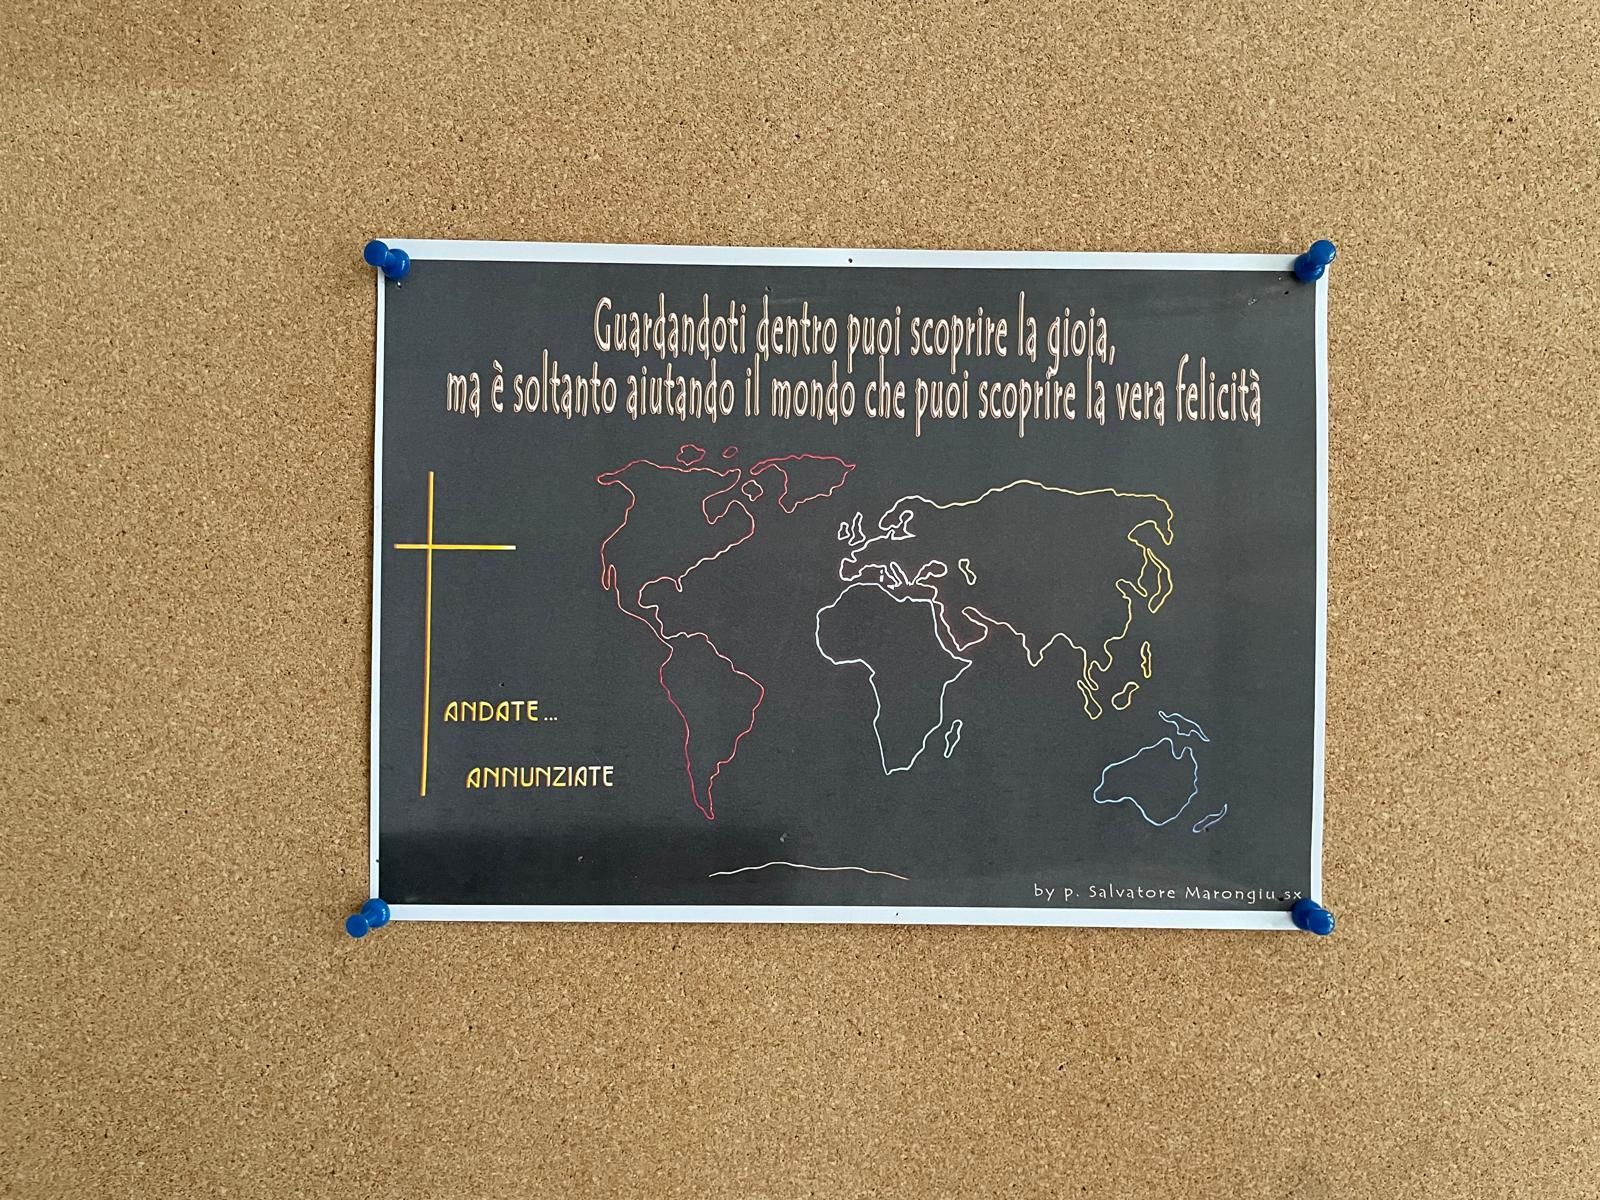 Guardandoti dentro puoi scoprire la gioia,
ma è soltanto aiutando il mondo che puoi scoprire la vera felicità
ANDATE...
ANNUNZIATE
by p. Salvatore Marongiu sx